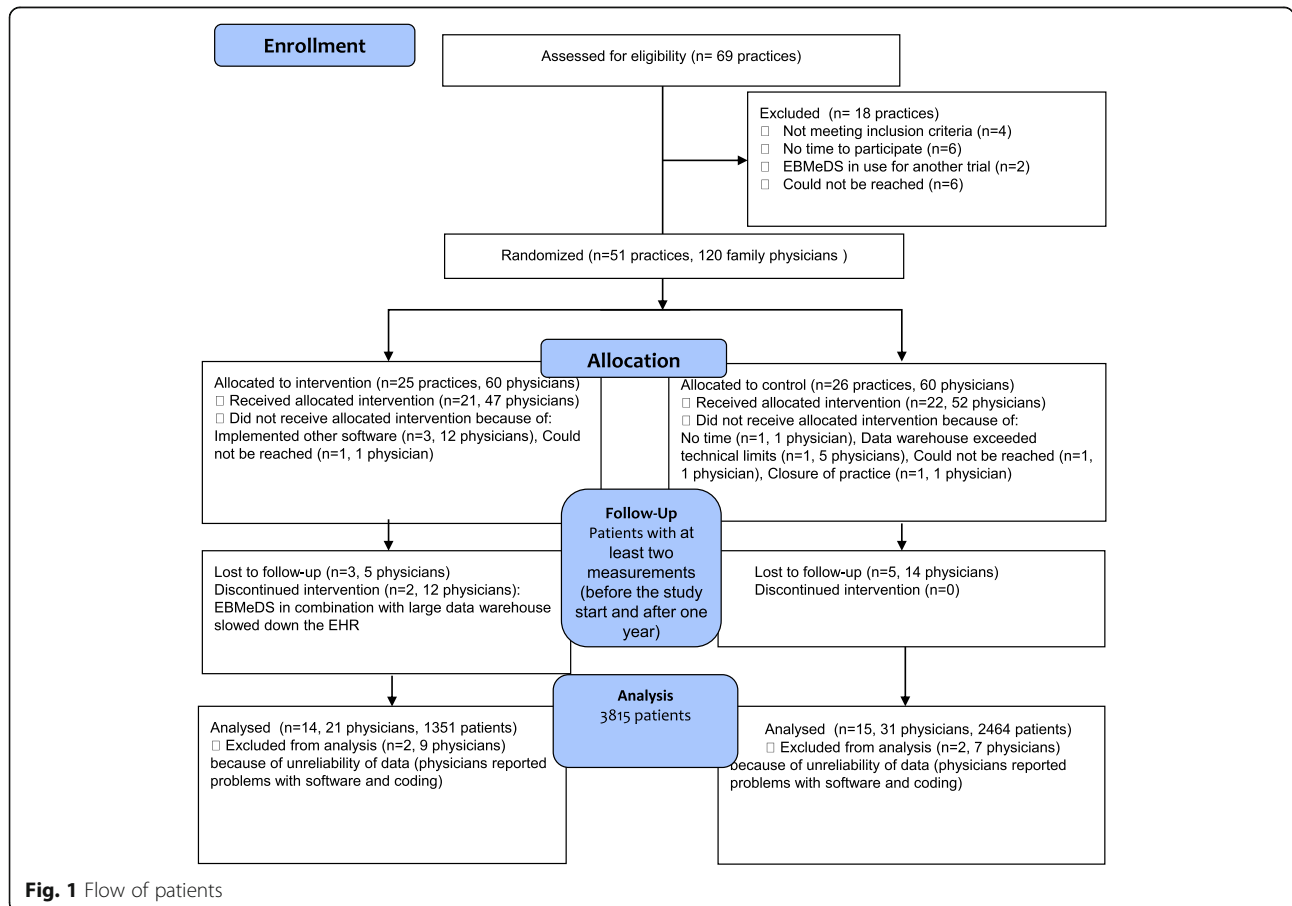 Enrollment
Assessed for eligibility (n= 69 practices)
Excluded (n= 18 practices)
□ Not meeting inclusion criteria (n=4)
□ No time to participate (n=6)
□ EBMeDS in use for another trial (n=2)
□ Could not be reached (n=6)
Randomized (n=51 practices, 120 family physicians )
Allocation
Allocated to intervention (n=25 practices, 60 physicians)
□ Received allocated intervention (n=21, 47 physicians)
□ Did not receive allocated intervention because of:
Implemented other software (n=3, 12 physicians), Could
not be reached (n=1, 1 physician)
Allocated to control (n=26 practices, 60 physicians)
□ Received allocated intervention (n=22, 52 physicians)
□ Did not receive allocated intervention because of:
No time (n=1, 1 physician), Data warehouse exceeded
technical limits (n=1, 5 physicians), Could not be reached (n=1,
1 physician), Closure of practice (n=1, 1 physician)
Follow-Up
Patients with at
least two
measurements
(before the study
start and after one
year)
Lost to follow-up (n=3, 5 physicians)
Discontinued intervention (n=2, 12 physicians):
EBMeDS in combination with large data warehouse
slowed down the EHR
Lost to follow-up (n=5, 14 physicians)
Discontinued intervention (n=0)
Analysis
3815 patients
Analysed (n=14, 21 physicians, 1351 patients)
□ Excluded from analysis (n=2, 9 physicians)
because of unreliability of data (physicians reported
problems with software and coding)
Analysed (n=15, 31 physicians, 2464 patients)
□ Excluded from analysis (n=2, 7 physicians)
because of unreliability of data (physicians reported
problems with software and coding)
Fig. 1 Flow of patients